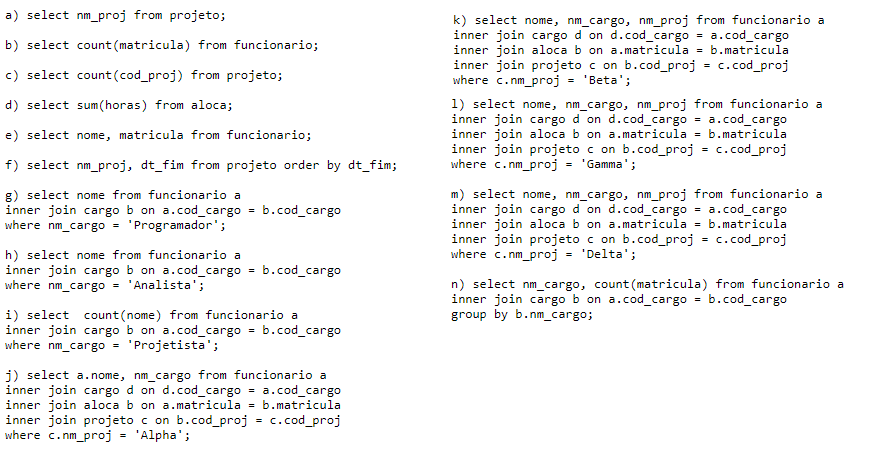 a) select nm_proj from projeto;
b) select count(matricula) from funcionario;
c) select count(cod_proj) from projeto;
d) select sum(horas) from aloca;
e) select nome, matricula from funcionario;
f) select nm_proj, dt_fim from projeto order by dt_fim;
g) select nome from funcionario a
inner join cargo b on a.cod_cargo = b.cod_cargo
where nm_cargo = 'Programador';
h) select nome from funcionario a
inner join cargo b on a.cod_cargo = b.cod_cargo
where nm_cargo = 'Analista';
i) select  count(nome) from funcionario a
inner join cargo b on a.cod_cargo = b.cod_cargo
where nm_cargo = 'Projetista';
j) select a.nome, nm_cargo from funcionario a
inner join cargo d on d.cod_cargo = a.cod_cargo
inner join aloca b on a.matricula = b.matricula
inner join projeto c on b.cod_proj = c.cod_proj
where c.nm_proj = 'Alpha';
k) select nome, nm_cargo, nm_proj from funcionario a
inner join cargo d on d.cod_cargo = a.cod_cargo
inner join aloca b on a.matricula = b.matricula
inner join projeto c on b.cod_proj = c.cod_proj
where c.nm_proj = 'Beta';
l) select nome, nm_cargo, nm_proj from funcionario a
inner join cargo d on d.cod_cargo = a.cod_cargo
inner join aloca b on a.matricula = b.matricula
inner join projeto c on b.cod_proj = c.cod_proj
where c.nm_proj = 'Gamma';
m) select nome, nm_cargo, nm_proj from funcionario a
inner join cargo d on d.cod_cargo = a.cod_cargo
inner join aloca b on a.matricula = b.matricula
inner join projeto c on b.cod_proj = c.cod_proj
where c.nm_proj = 'Delta';
n) select nm_cargo, count(matricula) from funcionario a
inner join cargo b on a.cod_cargo = b.cod_cargo
group by b.nm_cargo;